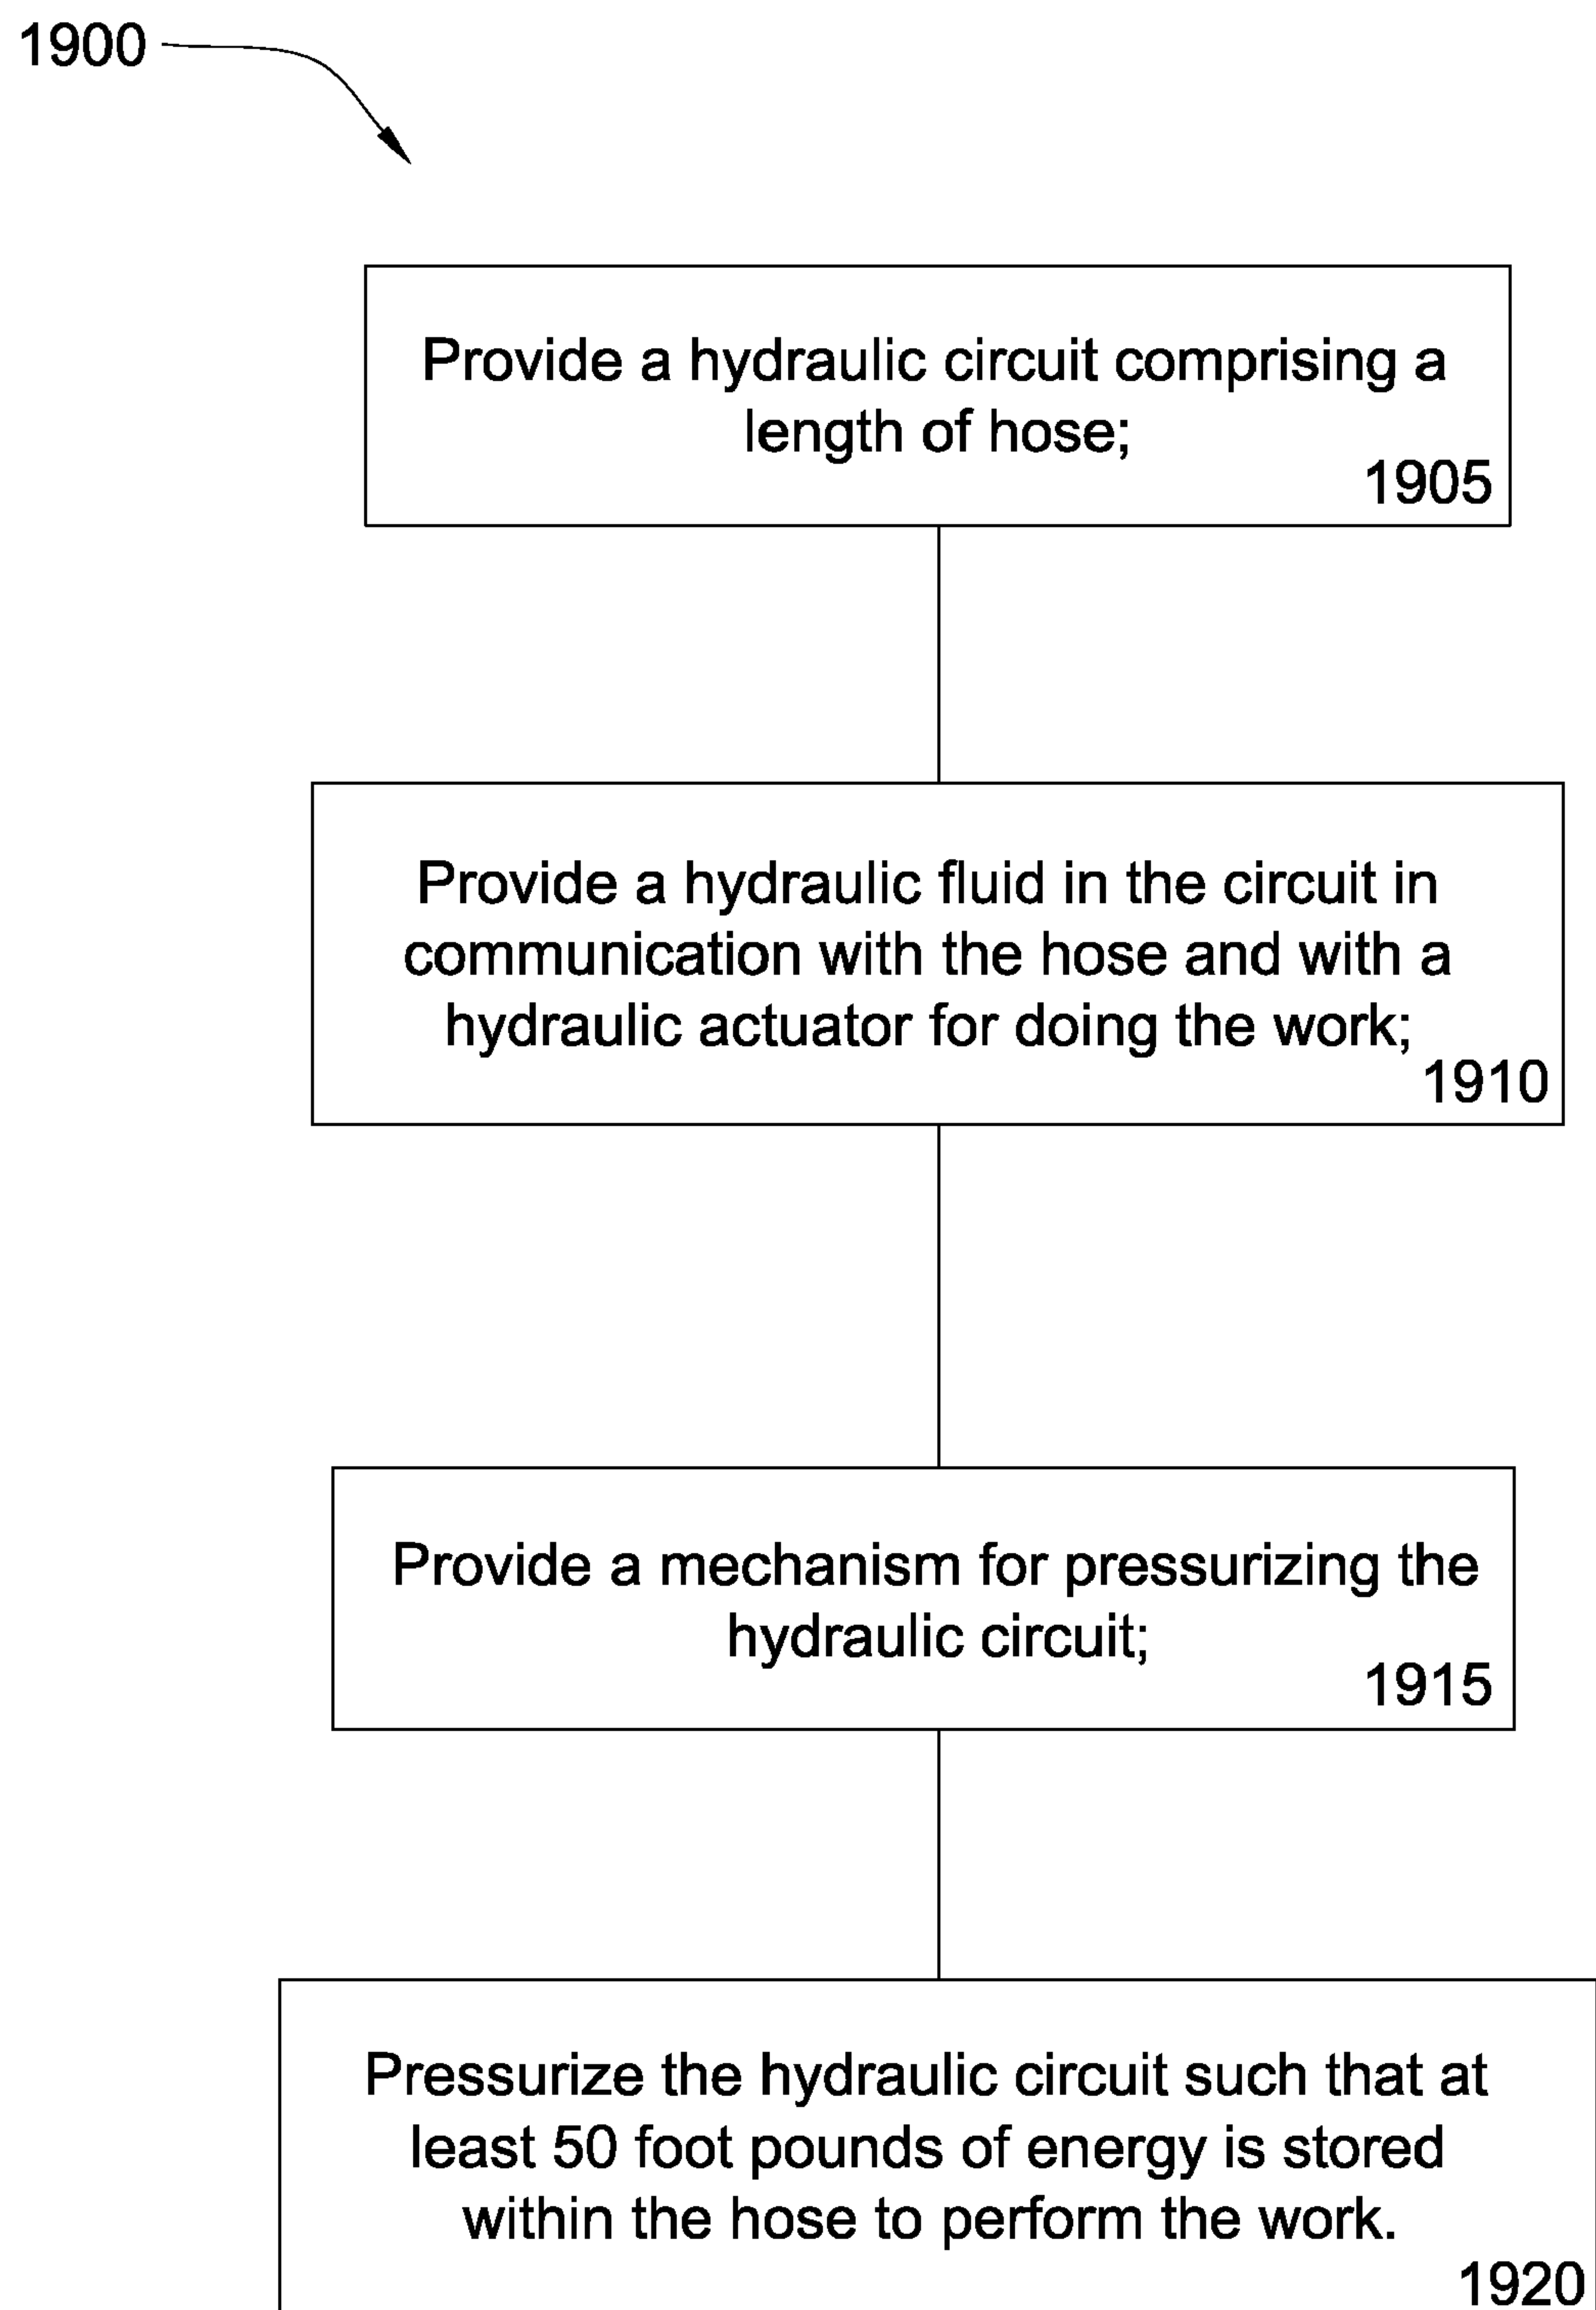 1900
Provide a hydraulic circuit comprising a
length of hose;
1905
Provide a hydraulic fluid in the circuit in
communication with the hose and with a
hydraulic actuator for doing the work;
1910
Provide a mechanism for pressurizing the
hydraulic circuit;
1915
Pressurize the hydraulic circuit such that at
least 50 foot pounds of energy is stored
within the hose to perform the work.
1920